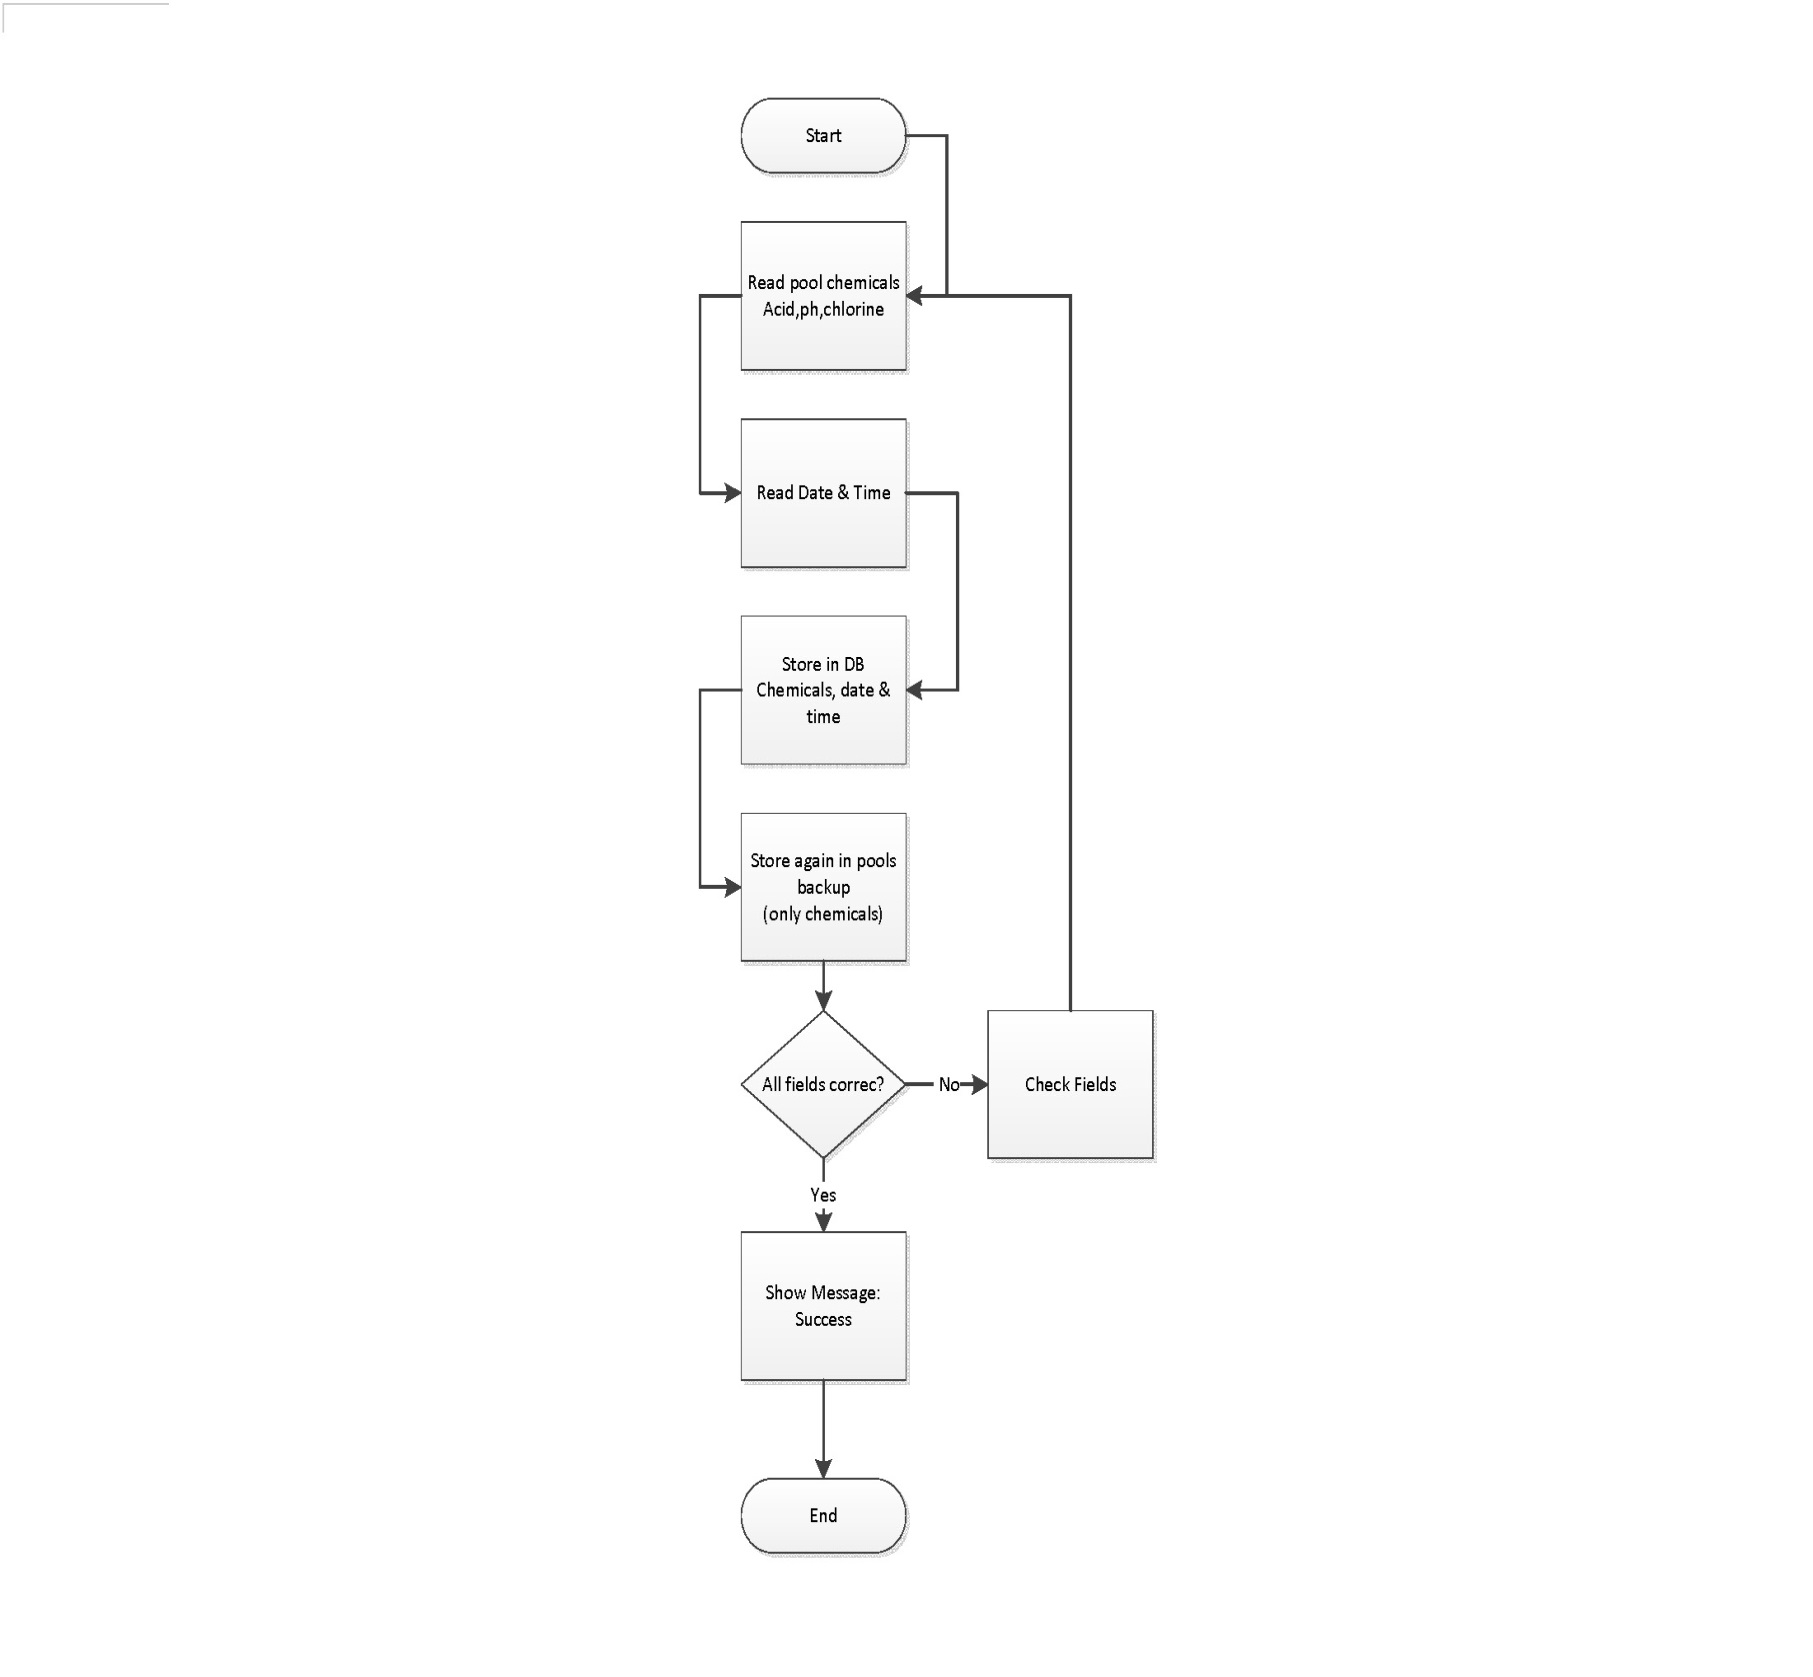 Start
Read pool chemicals
Acid,ph,chlorine
Read Date & Time
Store in DB
Chemicals, date &
time
Store again in pools
backup
(only chemicals)
All fields correc?
No
Check Fields
Yes
Show Message:
Success
End